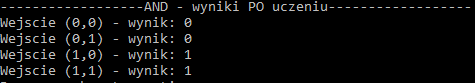 ------------------AND - wyniki PO uczeniu------------------
Wejscie (0,0) - wynik: 0
Wejscie (0,1) - wynik: 0
Wejscie (1,0) - wynik: 1
Wejscie (1,1) - wynik: 1